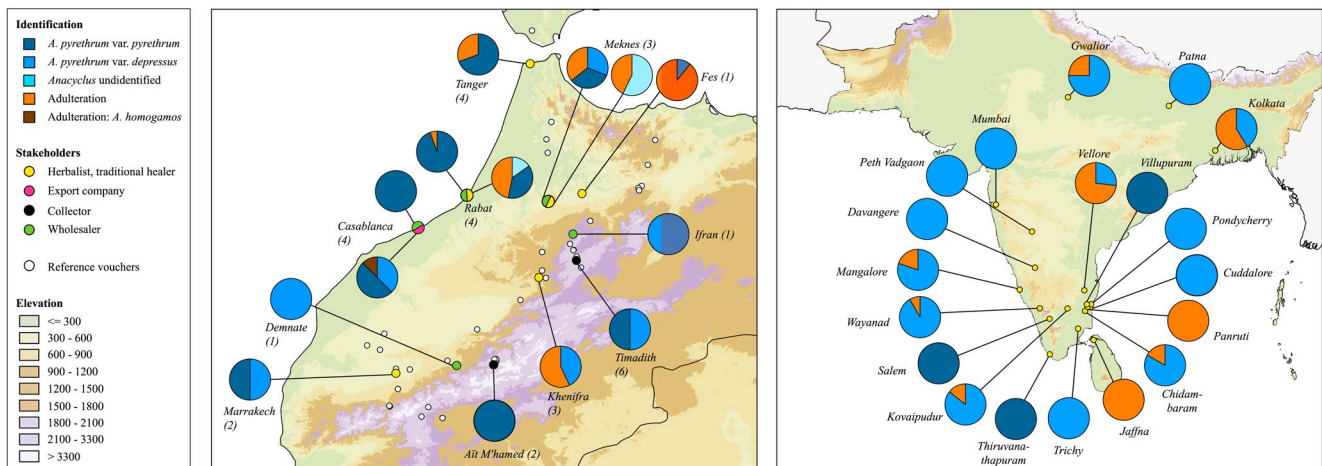 Identification
A. pyrethrum var. pyrethrum
A. pyrethrum var. depressus
Anacyclus unidentified
Adulteration
Adulteration: A. homogamos
Stakeholders
Herbalist, traditional healer
Export company
Collector
Wholesaler
Reference vouchers
Elevation
<= 300
300 - 600
600 - 900
900 - 1200
1200 - 1500
1500 - 1800
1800 - 2100
2100 - 3300
> 3300
Tanger
(4)
Meknes (3)
Fes (1)
Rabat
(4)
Casablanca
(4)
Ifran (1)
Demnate
(1)
Timadith
(6)
Khenifra
(3)
Marrakech
(2)
Aït M'hamed (2)
Gwalior
Patna
Kolkata
Mumbai
Peth Vadgaon
Vellore
Villupuram
Davangere
Pondycherry
Mangalore
Cuddalore
Wayanad
Panruti
Salem
Chidam-
baram
Kovaipudur
Jaffna
Thiruvana-
thapuram
Trichy